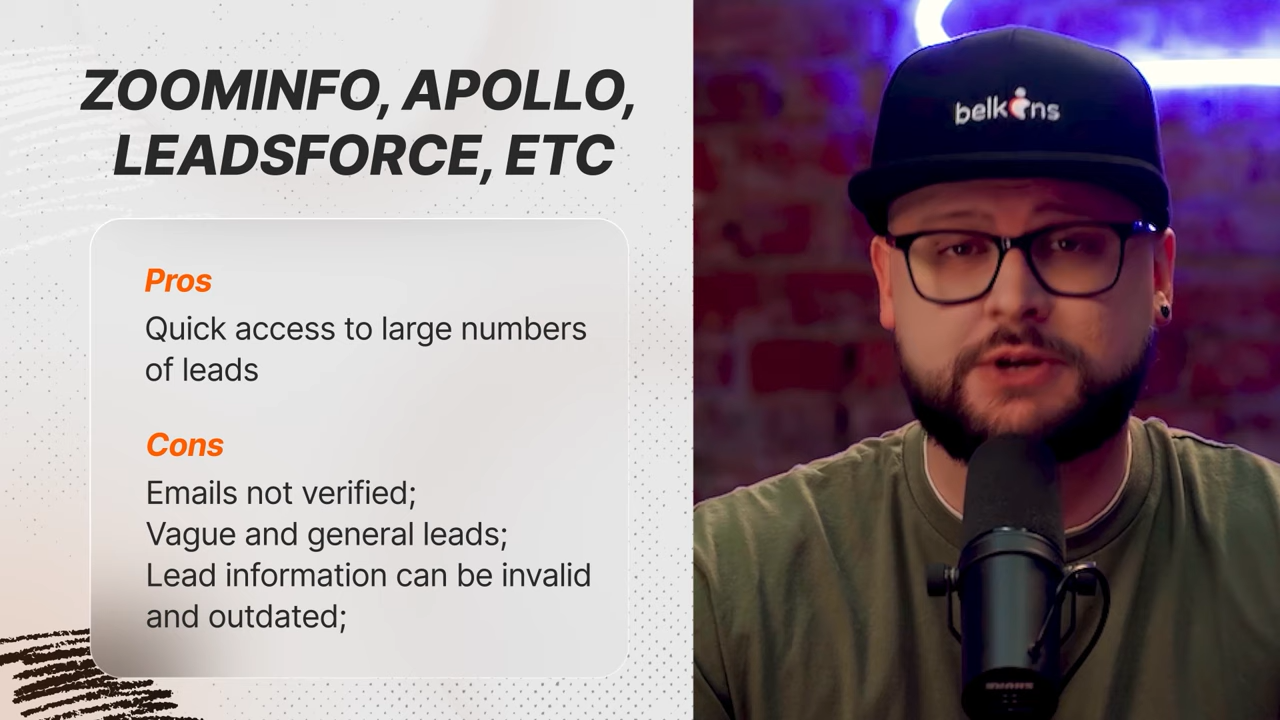 ZOOMINFO, APOLLO,
LEADSFORCE, ETC
Pros
Quick access to large numbers
of leads
Cons
Emails not verified;
Vague and general leads;
Lead information can be invalid
and outdated;
belkins